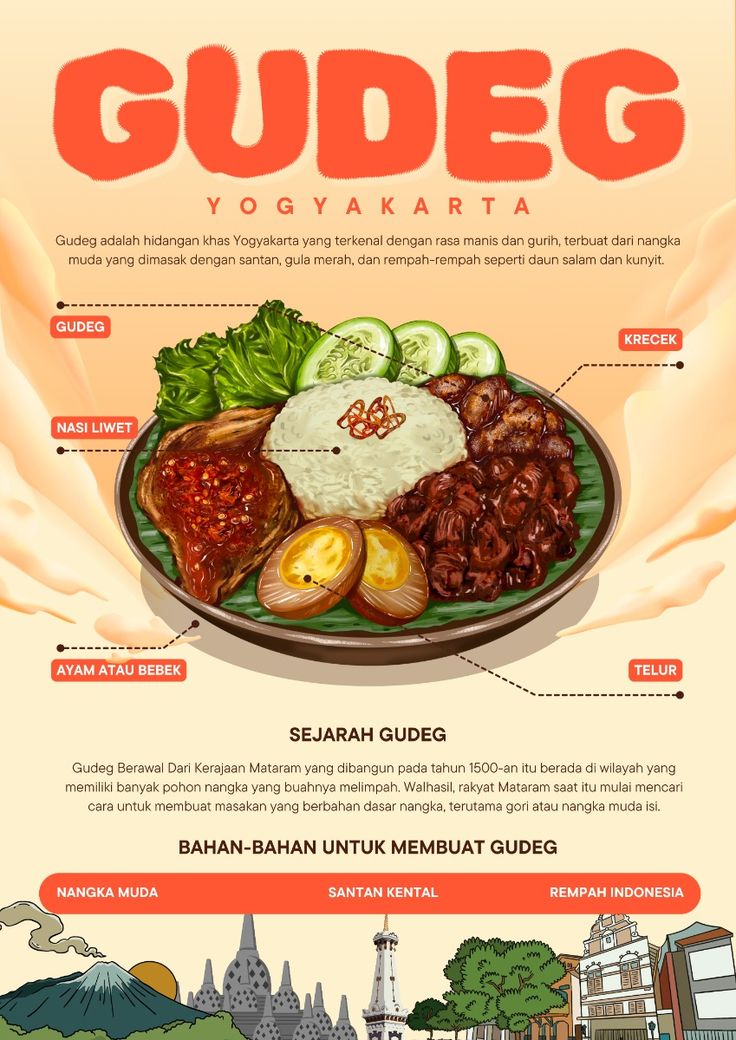 GUDEG
YOGYAKARTA
Gudeg adalah hidangan khas Yogyakarta yang terkenal dengan rasa manis dan gurih, terbuat dari nangka
muda yang dimasak dengan santan, gula merah, dan rempah-rempah seperti daun salam dan kunyit.
GUDEG
KRECEK
NASI LIWET
AYAM ATAU BEBEK
TELUR
SEJARAH GUDEG
Gudeg Berawal Dari Kerajaan Mataram yang dibangun pada tahun 1500-an itu berada di wilayah yang
memiliki banyak pohon nangka yang buahnya melimpah. Walhasil, rakyat Mataram saat itu mulai mencari
cara untuk membuat masakan yang berbahan dasar nangka, terutama gori atau nangka muda isi.
BAHAN-BAHAN UNTUK MEMBUAT GUDEG
NANGKA MUDA
SANTAN KENTAL
REMPAH INDONESIA